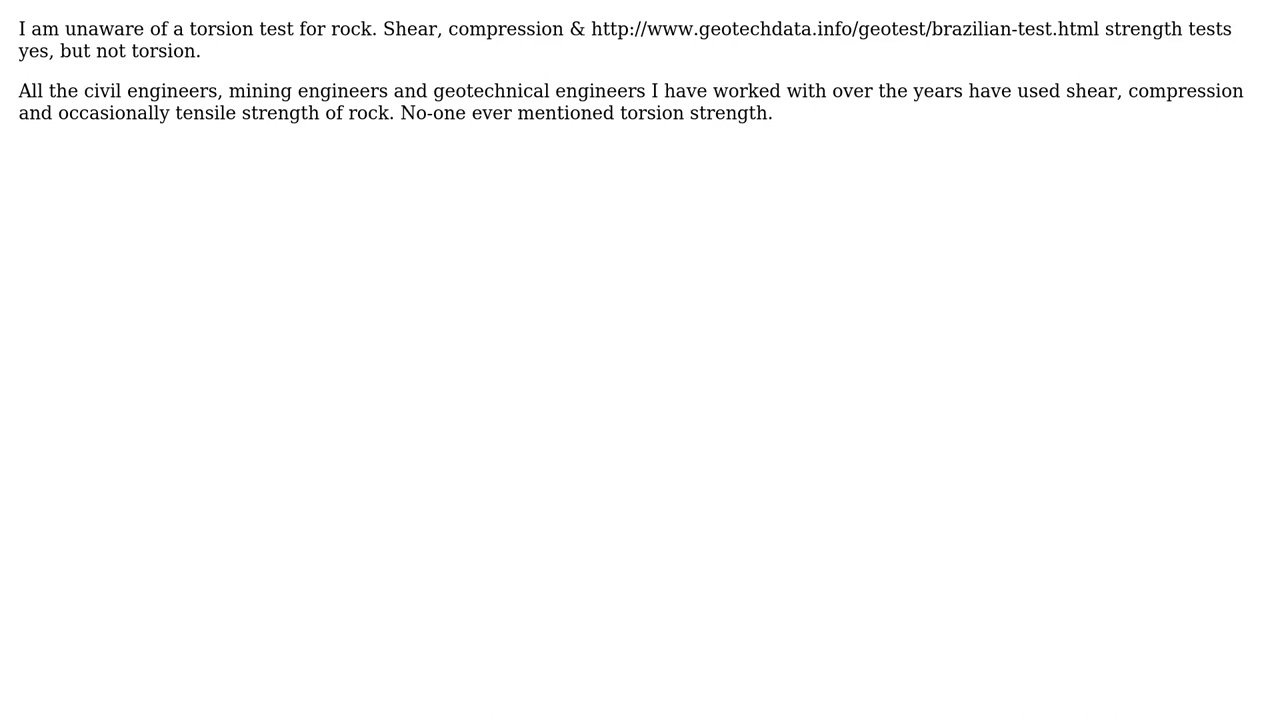 I am unaware of a torsion test for rock. Shear, compression & http://www.geotechdata.info/geotest/brazilian-test.html strength tests
yes, but not torsion.
All the civil engineers, mining engineers and geotechnical engineers I have worked with over the years have used shear, compression
and occasionally tensile strength of rock. No-one ever mentioned torsion strength.